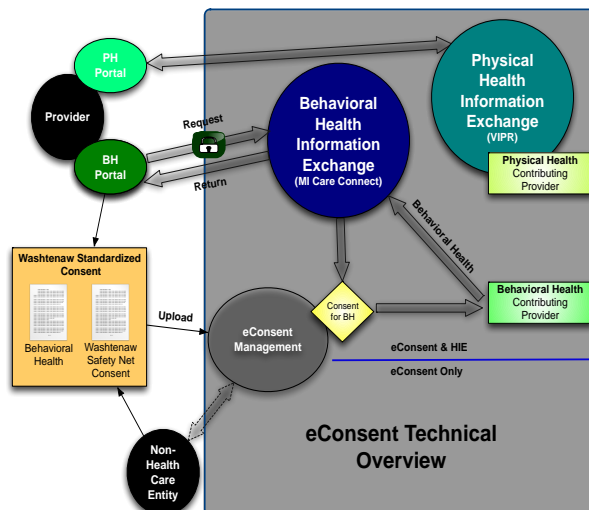 PH
Portal
Provider
BH
Portal
Request
Return
Behavioral
Health
Information
Exchange
(MI Care Connect)
Physical
Health
Information
Exchange
(VIPR)
Physical Health
Contributing
Provider
Behavioral Health
Behavioral Health
Contributing
Provider
Washtenaw Standardized
Consent
Behavioral
Health
Washtenaw
Safety Net
Consent
Upload
eConsent
Management
Consent
for BH
eConsent & HIE
eConsent Only
Non-
Health Care
Entity
eConsent Technical
Overview